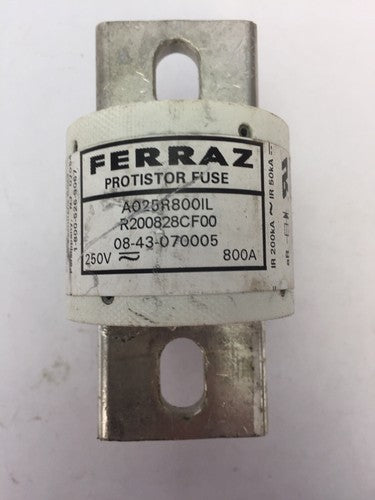 FERRAZ
PROTISTOR FUSE
A025R800IL
R200828CF00
08-43-070005
250V 800A
IR 200kA ~ IR 50kA